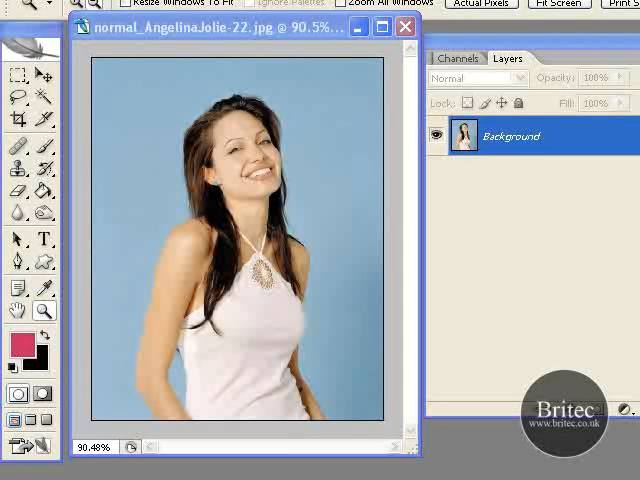 Resize Windows To Fit
Ignore Palettes
Zoom All Windows
Actual Pixels
Fit Screen
Print S
normal_AngelinaJolie-22.jpg @ 90.5%...
Channels
Layers
Normal
Opacity: 100%
Lock:
Fill: 100%
Background
T
90.48%
Britec
www.britec.co.uk